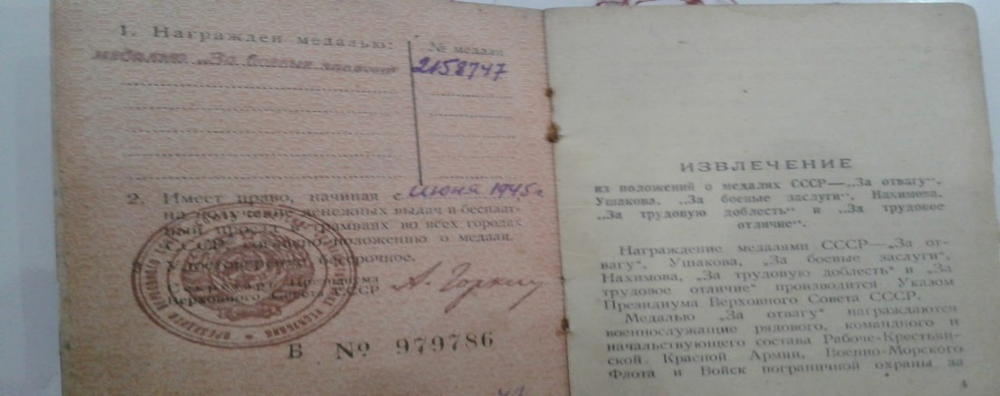 1. Награжден медалью:
№ медали
медалью „За боевые заслуги“
2158747
2. Имеет право, начиная с июня 1945 г
на получение денежных выдач и бесплат-
ный проезд в трамваях во всех городах
СССР, согласно положению о медали.
3. Удостоверение бессрочное.
Секретарь Президиума
Верховного Совета СССР
А. Горкин
Б № 979786
ИЗВЛЕЧЕНИЕ
из положений о медалях СССР—„За отвагу“,
Ушакова, „За боевые заслуги“, Нахимова,
„За трудовую доблесть“ и „За трудовое
отличие“.
Награждение медалями СССР—„За от-
вагу“, Ушакова, „За боевые заслуги“,
Нахимова, „За трудовую доблесть“ и „За
трудовое отличие“ производится Указом
Президиума Верховного Совета СССР.
Медалью „За отвагу“ награждаются
военнослужащие рядового, командного и
начальствующего состава Рабоче-Крестьян-
ской Красной Армии, Военно-Морского
Флота и Войск пограничной охраны за